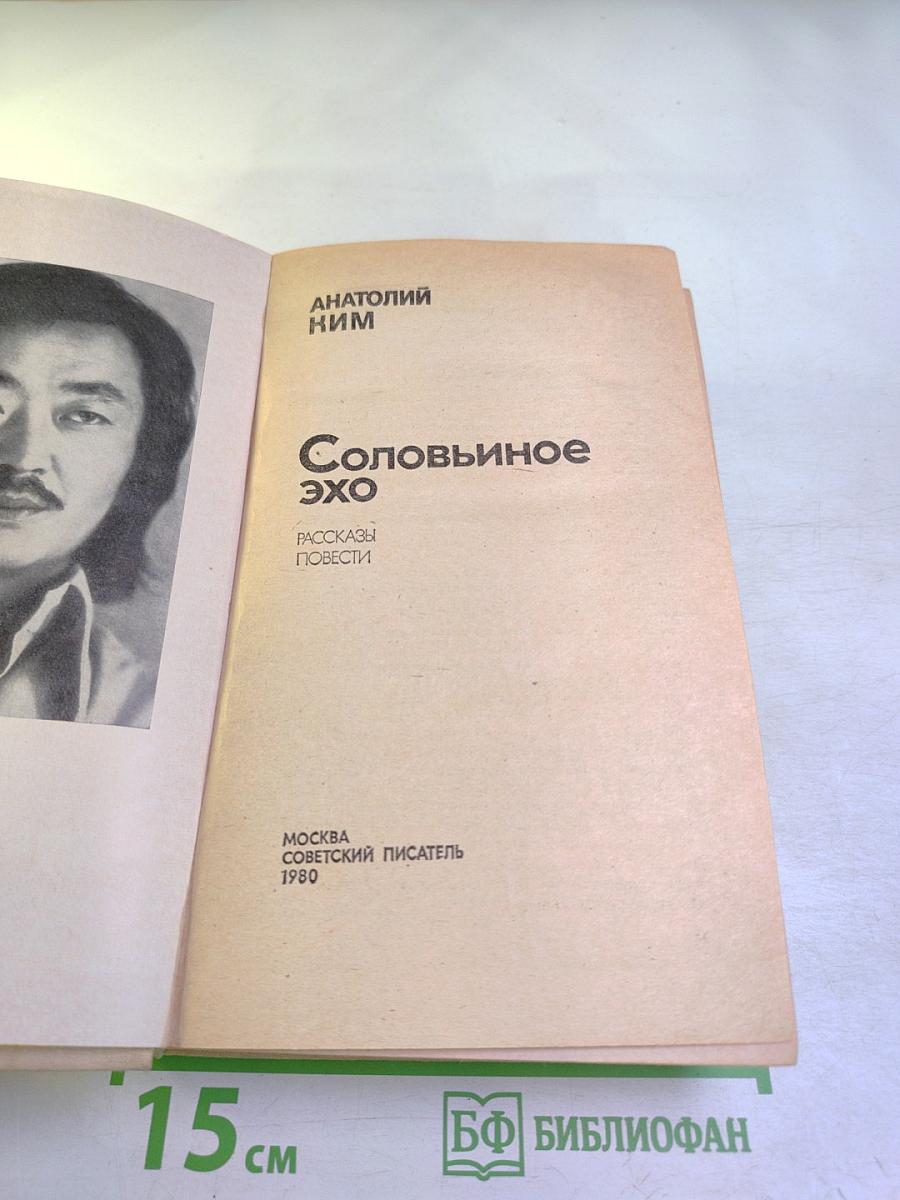 АНАТОЛИЙ
КИМ
Соловьиное
эхо
РАССКАЗЫ
ПОВЕСТИ
МОСКВА
СОВЕТСКИЙ ПИСАТЕЛЬ
1980
15 см
БФ БИБЛИОФАН